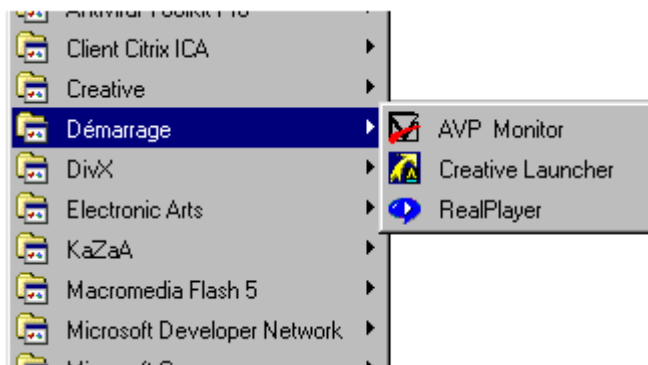 Client Citrix ICA
Creative
Démarrage
DivX
Electronic Arts
KaZaA
Macromedia Flash 5
Microsoft Developer Network
AVP Monitor
Creative Launcher
RealPlayer